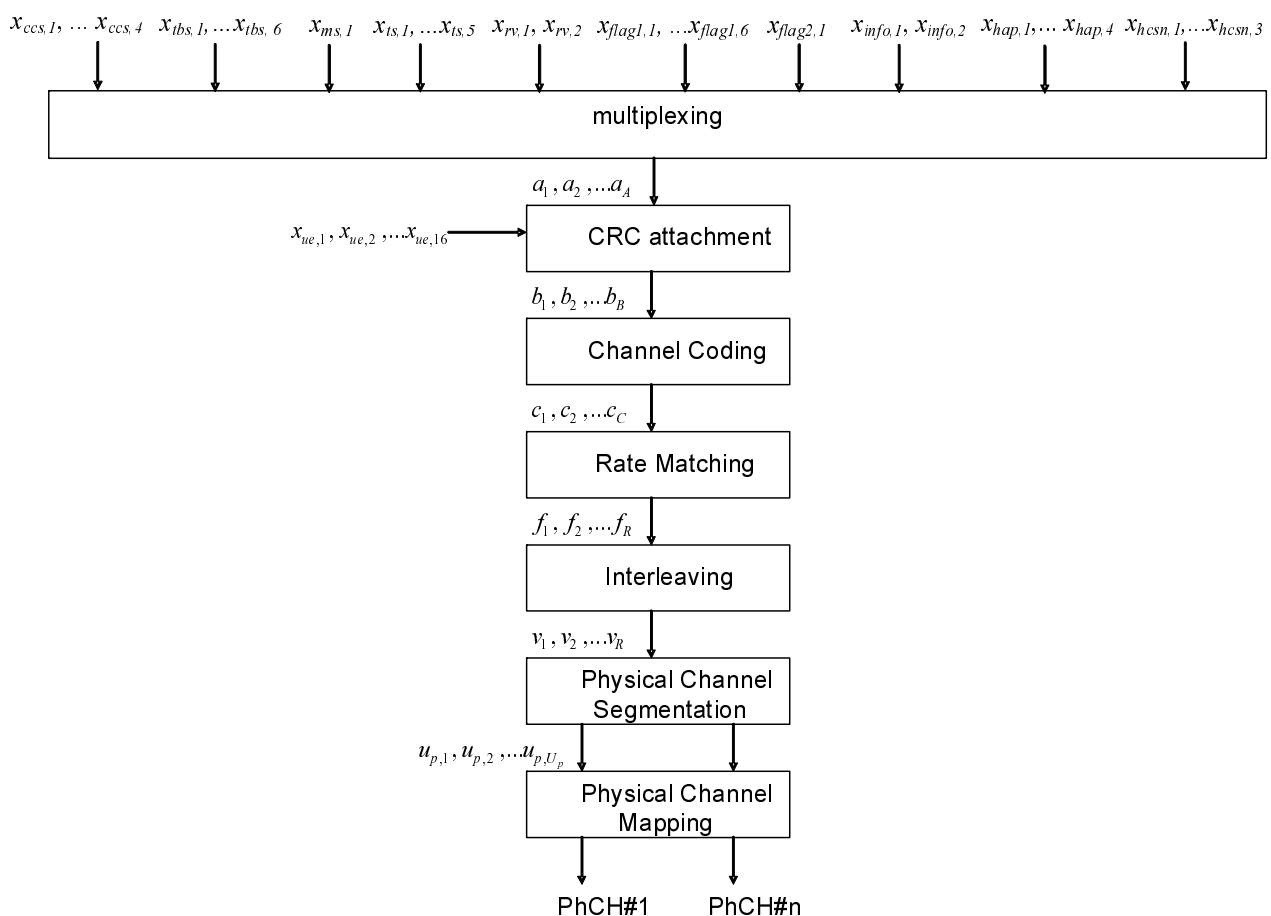 x_ccs,1, ... x_ccs,4 x_tbs,1,...x_tbs,6 x_ms,1 x_ts,1,...x_ts,5 x_rv,1, x_rv,2 x_flag1,1, ...x_flag1,6 x_flag2,1 x_info,1, x_info,2 x_hap,1,... x_hap,4 x_hcsn,1,...x_hcsn,3
multiplexing
a_1, a_2,...a_A
x_ue,1, x_ue,2,...x_ue,16
CRC attachment
b_1, b_2,...b_B
Channel Coding
c_1, c_2,...c_C
Rate Matching
f_1, f_2,...f_R
Interleaving
v_1, v_2,...v_R
Physical Channel
Segmentation
u_p,1, u_p,2,...u_p,U_p
Physical Channel
Mapping
PhCH#1 PhCH#n